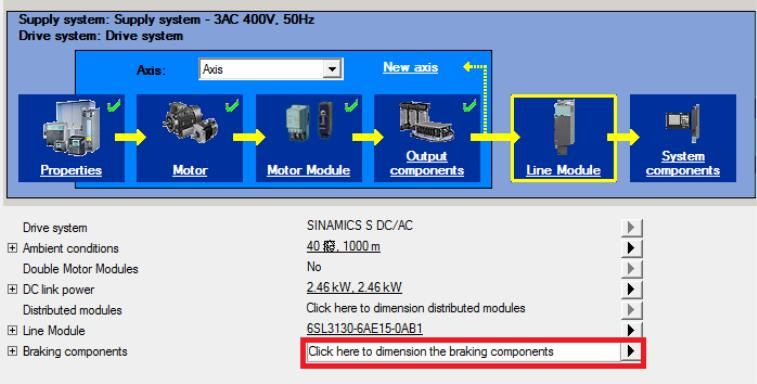 Supply system: Supply system - 3AC 400V, 50Hz
Drive system: Drive system
Axis: Axis New axis
Properties Motor Motor Module Output components Line Module System components
Drive system SINAMICS S DC/AC
Ambient conditions 40 , 1000 m
Double Motor Modules No
DC link power 2.46 kW, 2.46 kW
Distributed modules Click here to dimension distributed modules
Line Module 6SL3130-6AE15-0AB1
Braking components Click here to dimension the braking components